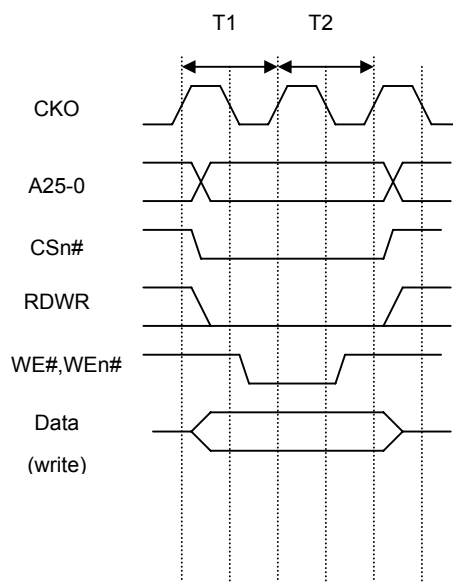 T1 T2
CKO
A25-0
CSn#
RDWR
WE#,WEn#
Data
(write)